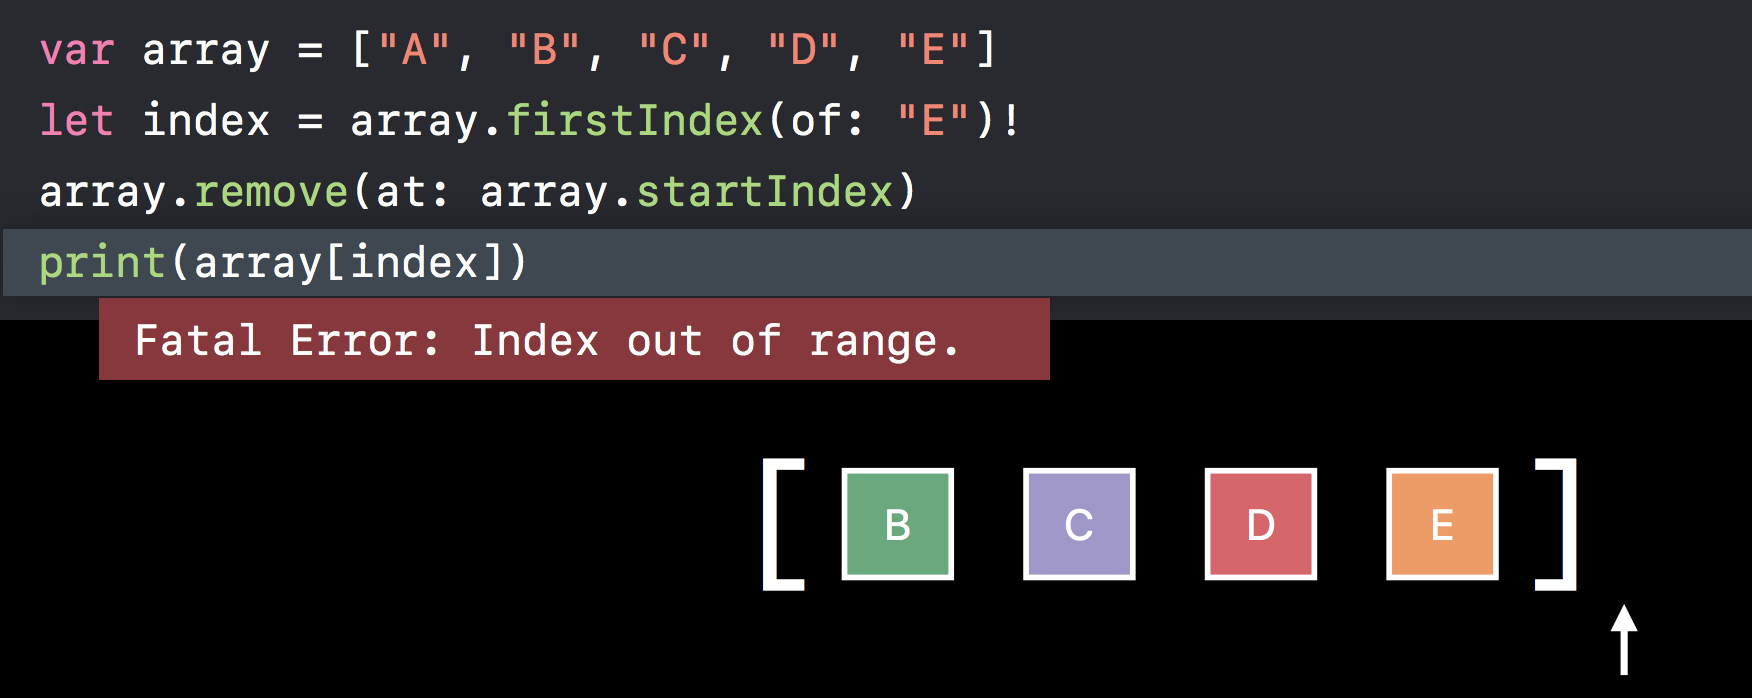 var array = ["A", "B", "C", "D", "E"]
let index = array.firstIndex(of: "E")!
array.remove(at: array.startIndex)
print(array[index])
Fatal Error: Index out of range.
[ B C D E ]